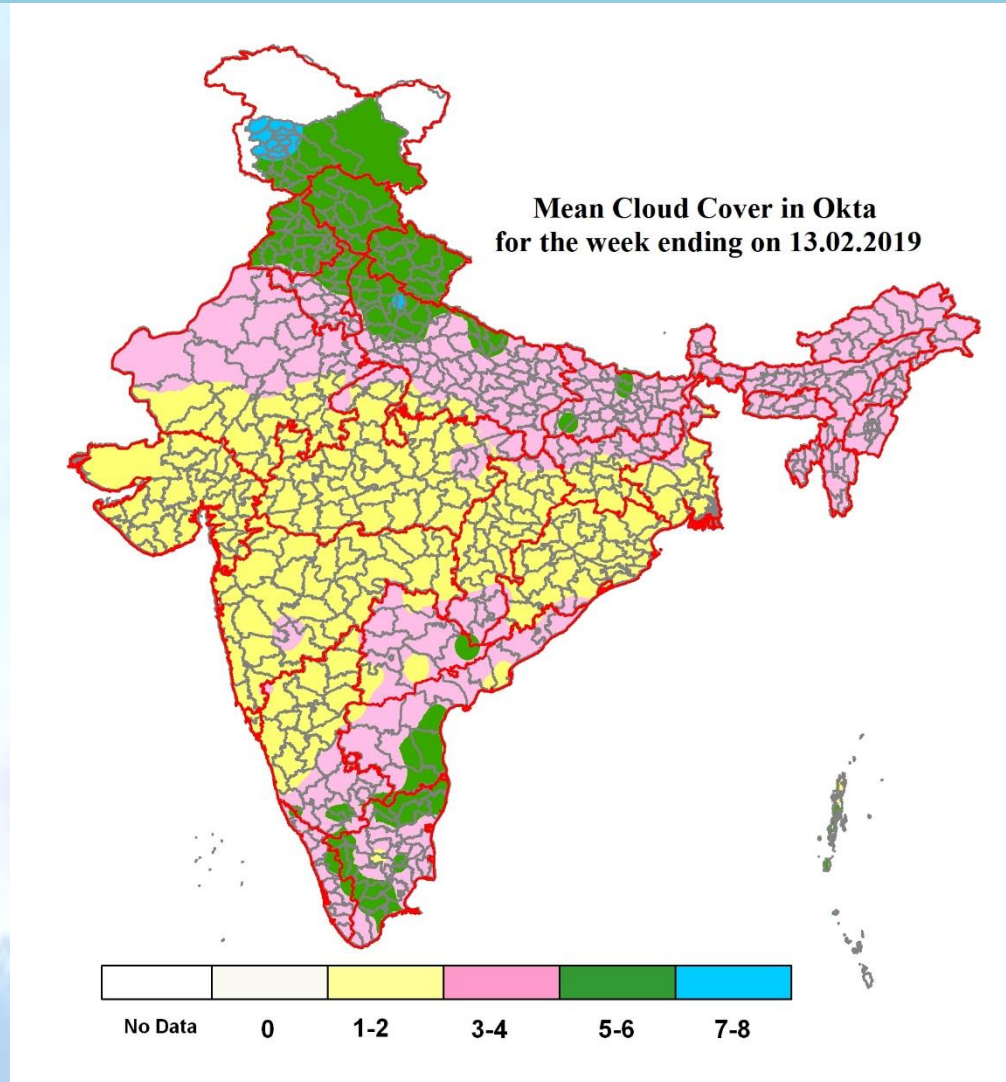 Mean Cloud Cover in Okta
for the week ending on 13.02.2019
No Data 0 1-2 3-4 5-6 7-8